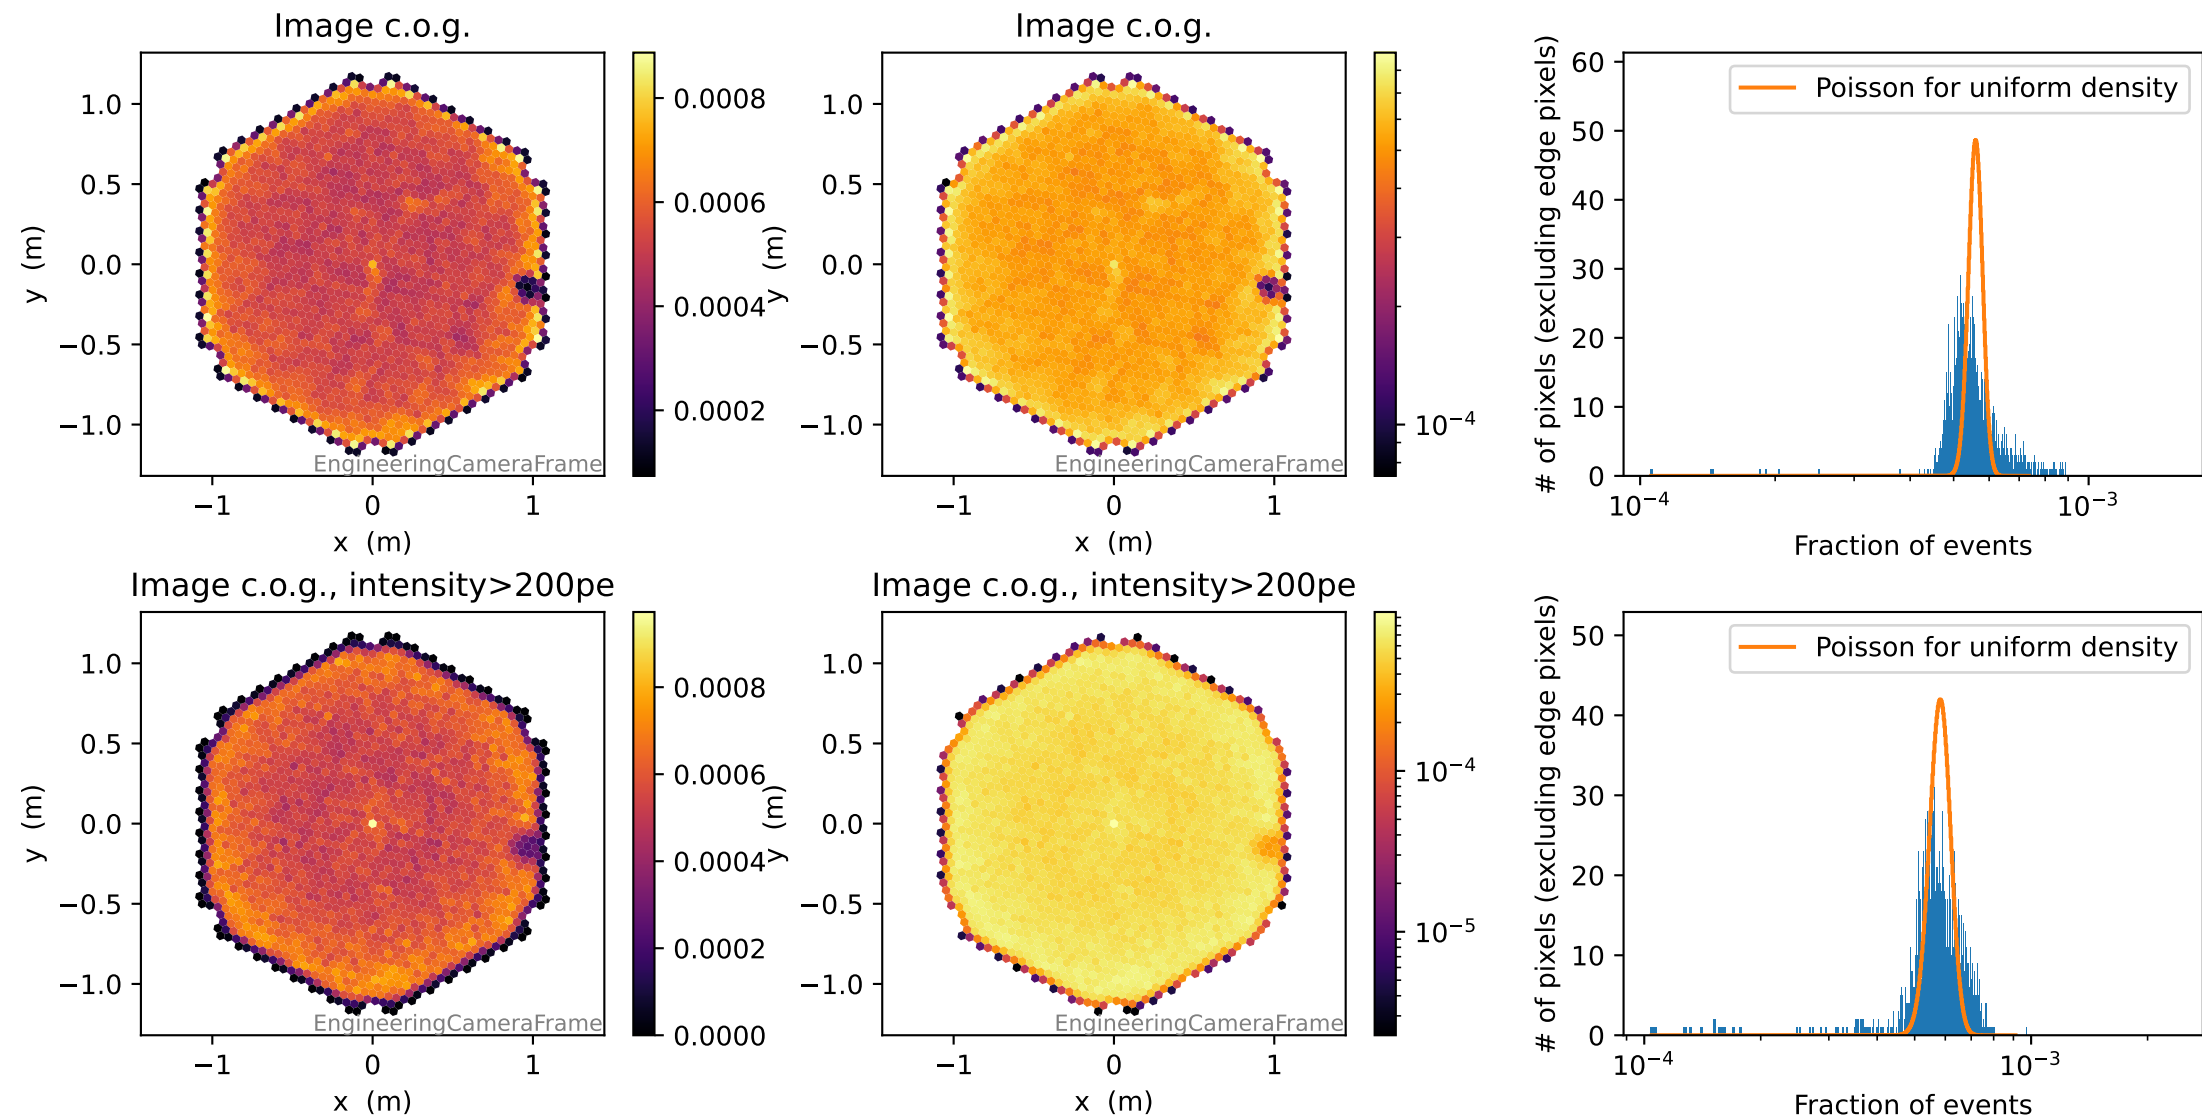 Image c.o.g.
1.0
0.5
0.0
−0.5
−1.0
y (m)
−1 0 1
x (m)
EngineeringCameraFrame
0.0008
0.0006
0.0004
0.0002
Image c.o.g.
1.0
0.5
0.0
−0.5
−1.0
y (m)
−1 0 1
x (m)
EngineeringCameraFrame
10−4
60
50
40
30
20
10
0
# of pixels (excluding edge pixels)
Poisson for uniform density
10−4 10−3
Fraction of events
Image c.o.g., intensity>200pe
1.0
0.5
0.0
−0.5
−1.0
y (m)
−1 0 1
x (m)
EngineeringCameraFrame
0.0008
0.0006
0.0004
0.0002
0.0000
Image c.o.g., intensity>200pe
1.0
0.5
0.0
−0.5
−1.0
y (m)
−1 0 1
x (m)
EngineeringCameraFrame
10−4
10−5
50
40
30
20
10
0
# of pixels (excluding edge pixels)
Poisson for uniform density
10−4 10−3
Fraction of events